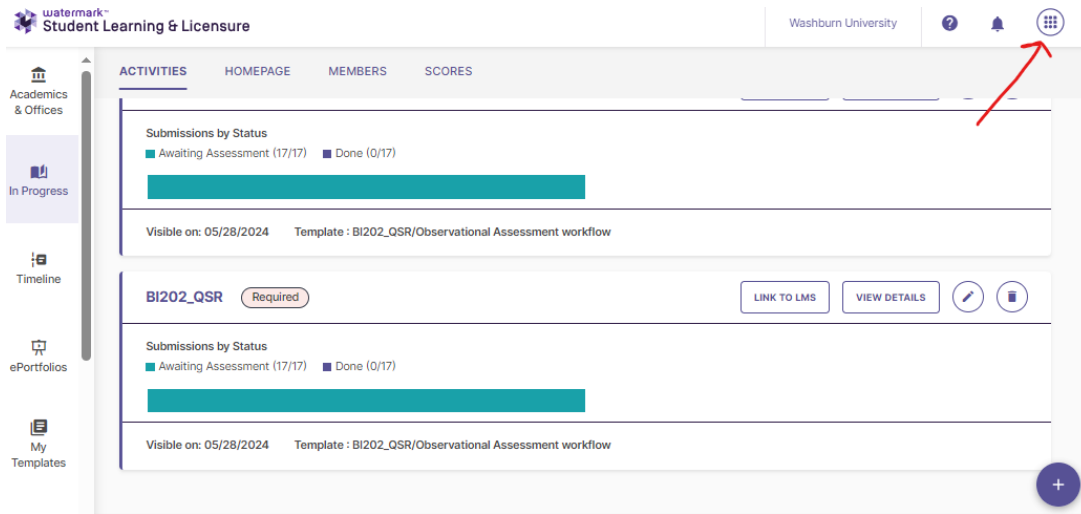 watermark™
Student Learning & Licensure
Washburn University
?
Academics
& Offices
In Progress
Timeline
ePortfolios
My
Templates
ACTIVITIES HOMEPAGE MEMBERS SCORES
Submissions by Status
Awaiting Assessment (17/17) Done (0/17)
Visible on: 05/28/2024 Template : BI202_QSR/Observational Assessment workflow
BI202_QSR Required LINK TO LMS VIEW DETAILS
Submissions by Status
Awaiting Assessment (17/17) Done (0/17)
Visible on: 05/28/2024 Template : BI202_QSR/Observational Assessment workflow
+